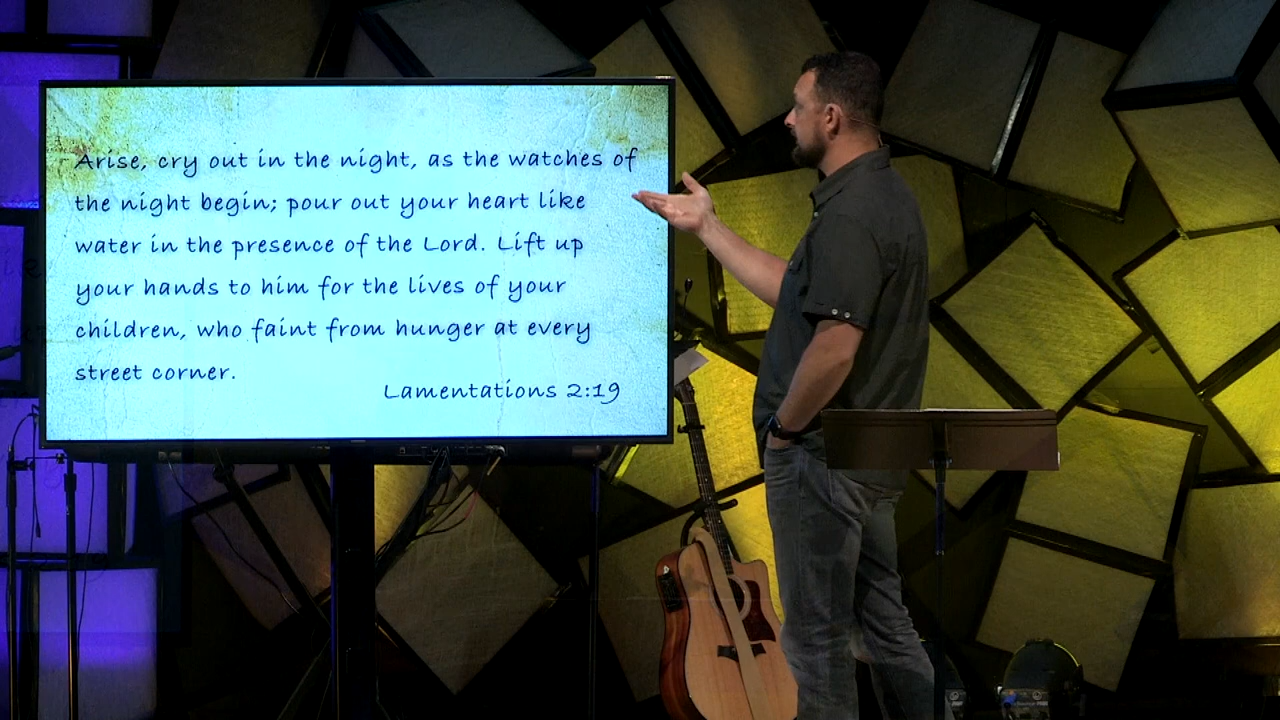 Arise, cry out in the night, as the watches of
the night begin; pour out your heart like
water in the presence of the Lord. Lift up
your hands to him for the lives of your
children, who faint from hunger at every
street corner.
Lamentations 2:19